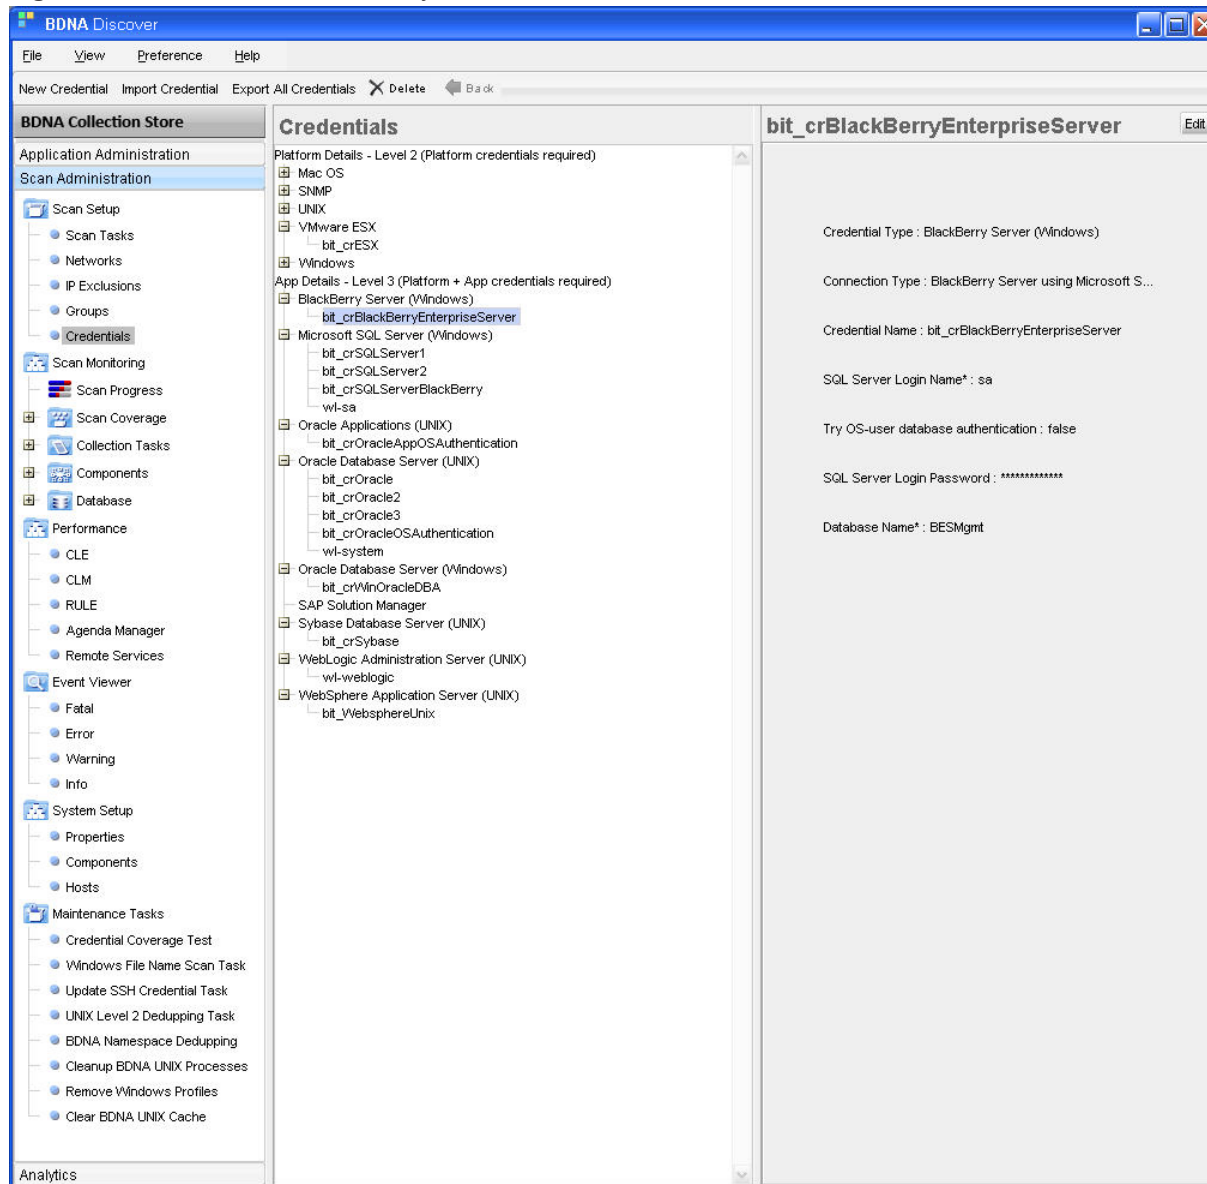 BDNA Discover
File View Preference Help
New Credential Import Credential Export All Credentials Delete Back
BDNA Collection Store
Application Administration
Scan Administration
Scan Setup
Scan Tasks
Networks
IP Exclusions
Groups
Credentials
Scan Monitoring
Scan Progress
Scan Coverage
Collection Tasks
Components
Database
Performance
CLE
CLM
RULE
Agenda Manager
Remote Services
Event Viewer
Fatal
Error
Warning
Info
System Setup
Properties
Components
Hosts
Maintenance Tasks
Credential Coverage Test
Windows File Name Scan Task
Update SSH Credential Task
UNIX Level 2 Dedupping Task
BDNA Namespace Dedupping
Cleanup BDNA UNIX Processes
Remove Windows Profiles
Clear BDNA UNIX Cache
Analytics
Credentials
Platform Details - Level 2 (Platform credentials required)
Mac OS
SNMP
UNIX
VMware ESX
bit_crESX
Windows
App Details - Level 3 (Platform + App credentials required)
BlackBerry Server (Windows)
bit_crBlackBerryEnterpriseServer
Microsoft SQL Server (Windows)
bit_crSQLServer1
bit_crSQLServer2
bit_crSQLServerBlackBerry
wl-sa
Oracle Applications (UNIX)
bit_crOracleAppOSAuthentication
Oracle Database Server (UNIX)
bit_crOracle
bit_crOracle2
bit_crOracle3
bit_crOracleOSAuthentication
wl-system
Oracle Database Server (Windows)
bit_crWinOracleDBA
SAP Solution Manager
Sybase Database Server (UNIX)
bit_crSybase
WebLogic Administration Server (UNIX)
wl-weblogic
WebSphere Application Server (UNIX)
bit_WebsphereUnix
bit_crBlackBerryEnterpriseServer
Edit
Credential Type : BlackBerry Server (Windows)
Connection Type : BlackBerry Server using Microsoft S...
Credential Name : bit_crBlackBerryEnterpriseServer
SQL Server Login Name* : sa
Try OS-user database authentication : false
SQL Server Login Password : *************
Database Name* : BESMgmt